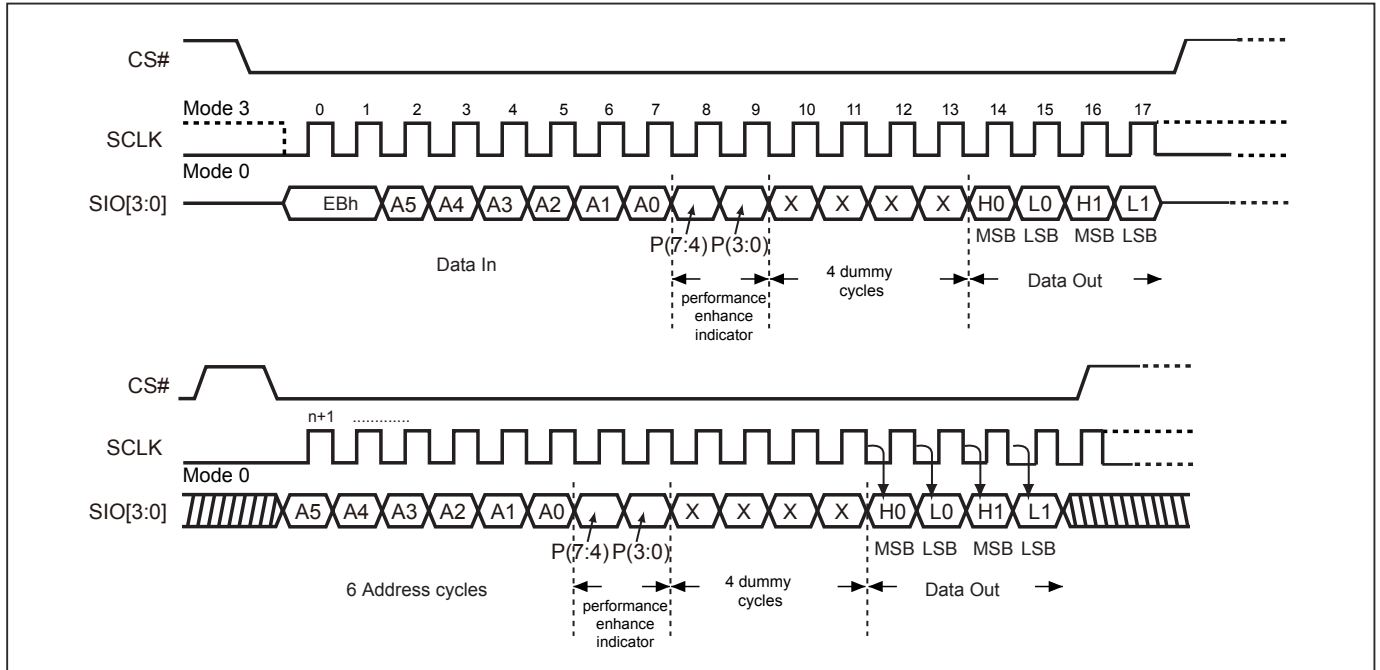 CS#
Mode 3
0 1 2 3 4 5 6 7 8 9 10 11 12 13 14 15 16 17
SCLK
Mode 0
SIO[3:0] EBh A5 A4 A3 A2 A1 A0 X X X X H0 L0 H1 L1
P(7:4) P(3:0) MSB LSB MSB LSB
Data In
performance
enhance
indicator
4 dummy
cycles
Data Out
CS#
n+1 .............
SCLK
Mode 0
SIO[3:0] A5 A4 A3 A2 A1 A0 X X X X H0 L0 H1 L1
P(7:4) P(3:0) MSB LSB MSB LSB
6 Address cycles
performance
enhance
indicator
4 dummy
cycles
Data Out